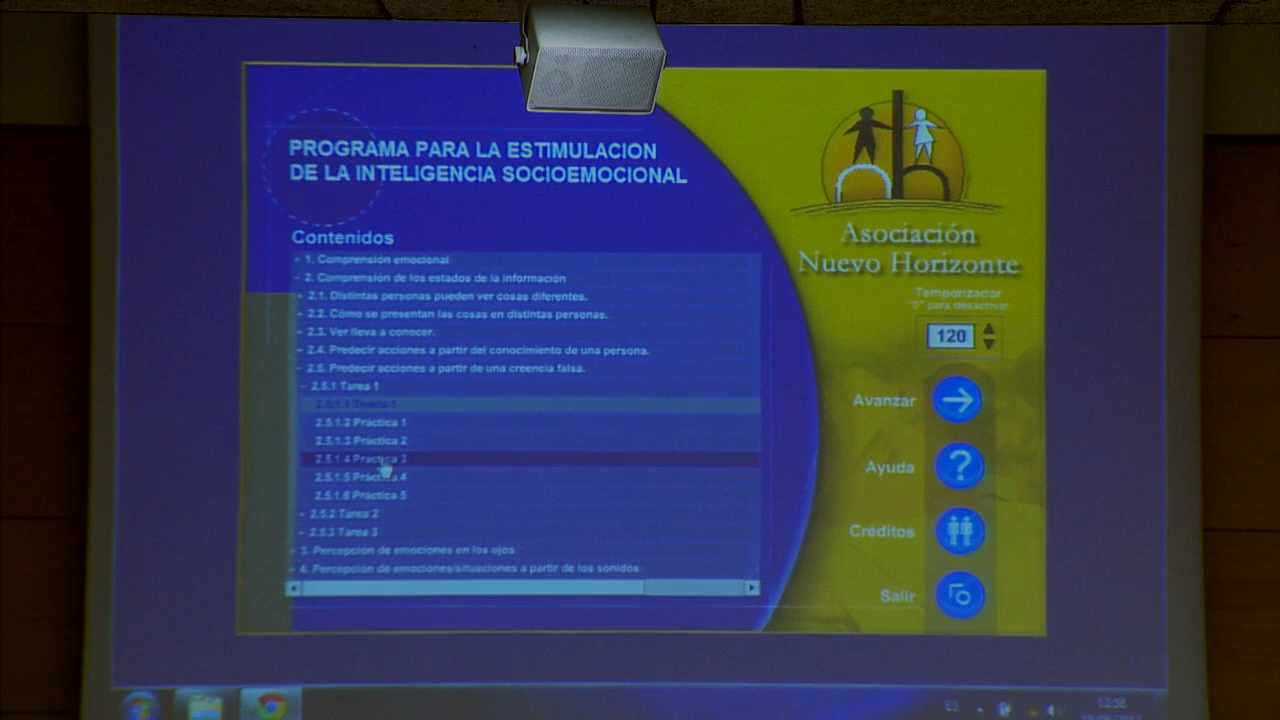 PROGRAMA PARA LA ESTIMULACION
DE LA INTELIGENCIA SOCIOEMOCIONAL
Contenidos
+ 1. Comprensión emocional
- 2. Comprensión de los estados de la información
+ 2.1. Distintas personas pueden ver cosas diferentes.
+ 2.2. Cómo se presentan las cosas en distintas personas.
+ 2.3. Ver lleva a conocer.
+ 2.4. Predecir acciones a partir del conocimiento de una persona.
- 2.5. Predecir acciones a partir de una creencia falsa.
- 2.5.1 Tarea 1
2.5.1.2 Práctica 1
2.5.1.3 Práctica 2
2.5.1.4 Práctica 3
2.5.1.5 Práctica 4
2.5.1.6 Práctica 5
+ 2.5.2 Tarea 2
+ 2.5.3 Tarea 3
+ 3. Percepción de emociones en los ojos
+ 4. Percepción de emociones/situaciones a partir de los sonidos
Asociación
Nuevo Horizonte
Temporizador
"S" para desactivar
120
Avanzar
Ayuda
?
Créditos
Salir
ES
12:58